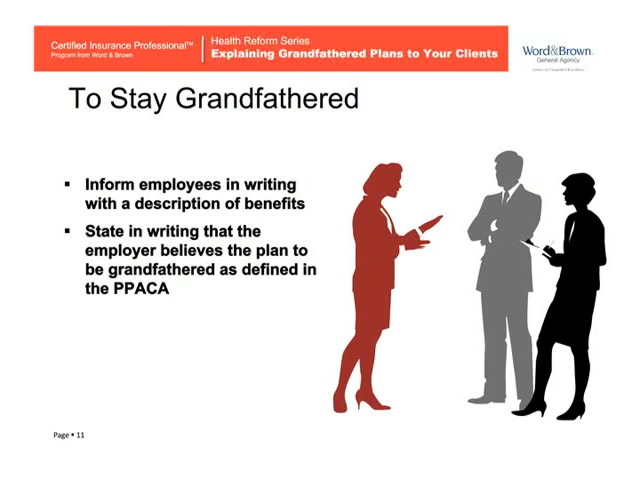 Certified Insurance Professional™
Program from Word & Brown
Health Reform Series
Explaining Grandfathered Plans to Your Clients
Word&Brown.
General Agency
To Stay Grandfathered
▪ Inform employees in writing
with a description of benefits
▪ State in writing that the
employer believes the plan to
be grandfathered as defined in
the PPACA
Page ▪ 11